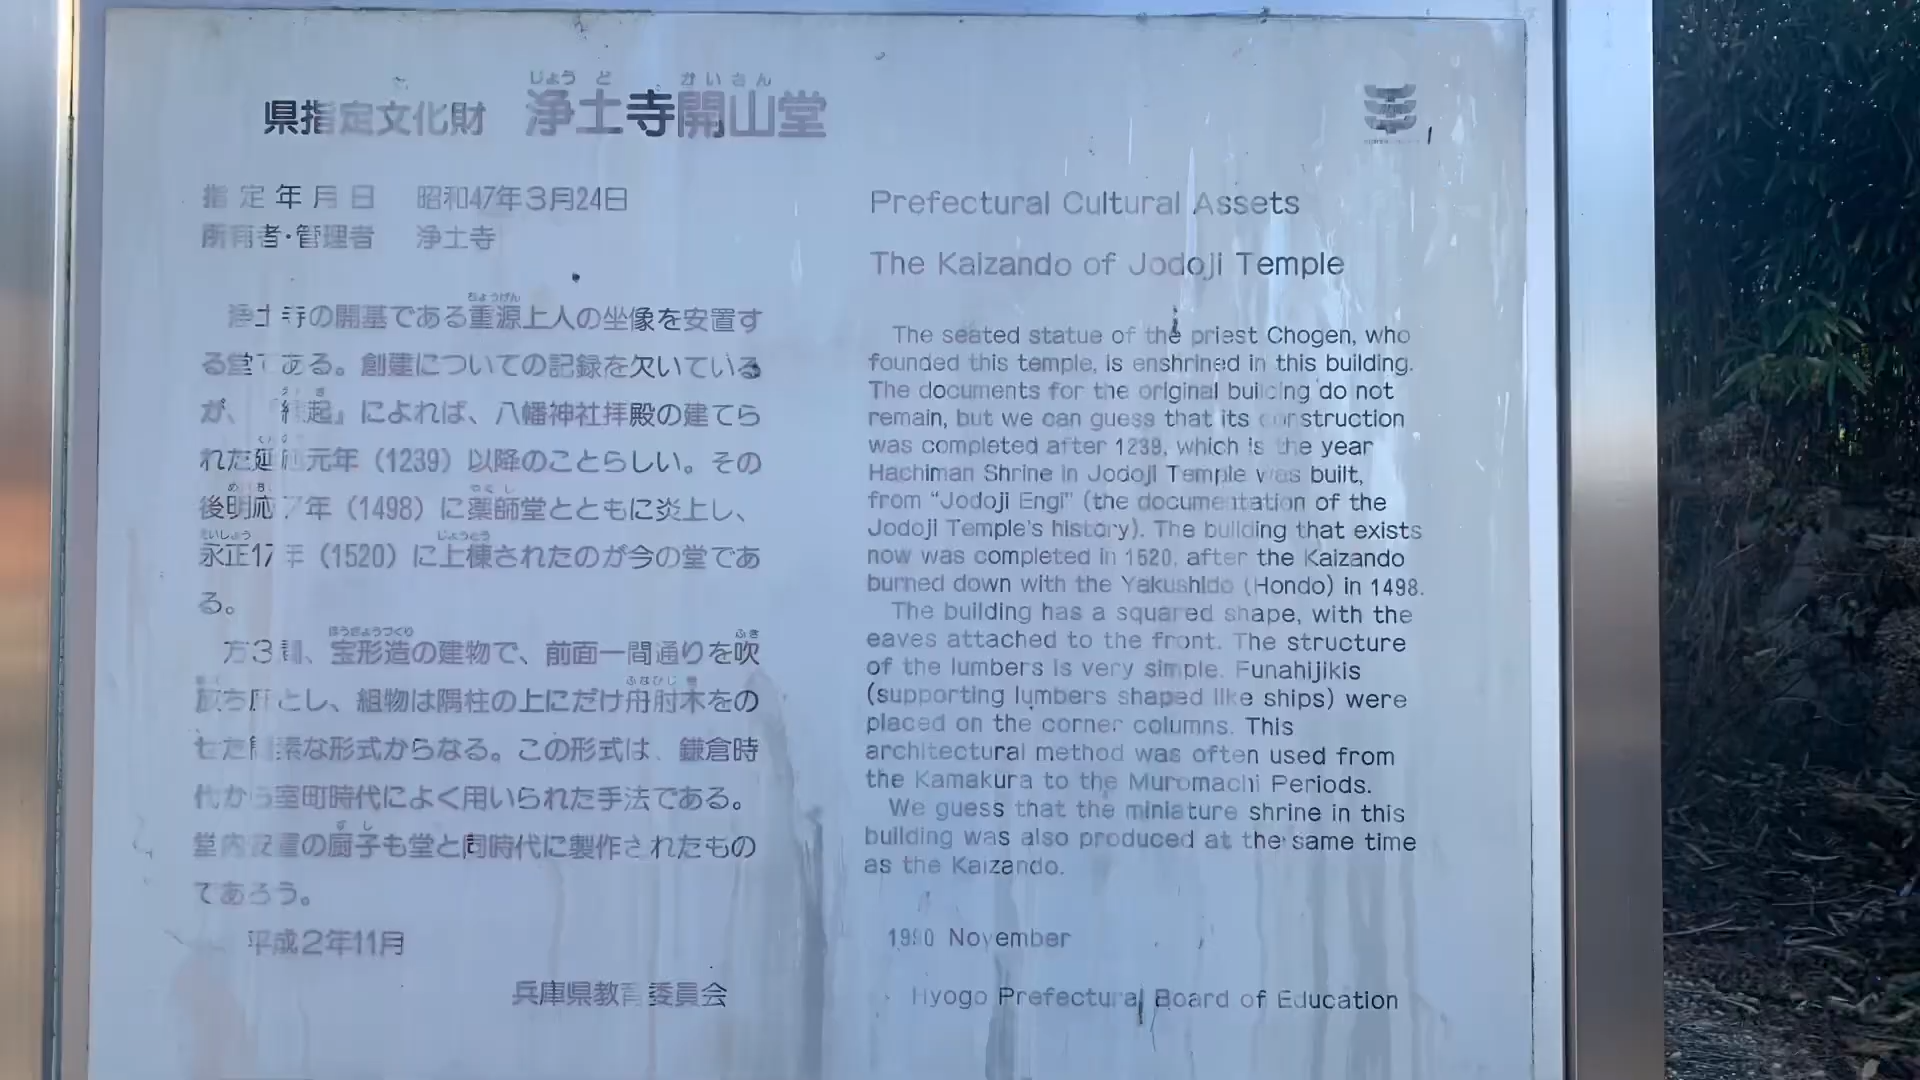 県指定文化財 浄土寺開山堂
指定年月日 昭和47年3月24日
所有者・管理者 浄土寺
浄土寺の開基である重源上人の坐像を安置す
る堂である。創建についての記録を欠いている
が、『縁起』によれば、八幡神社拝殿の建てら
れた延応元年（1239）以降のことらしい。その
後明応7年（1498）に薬師堂とともに炎上し、
永正17年（1520）に上棟されたのが今の堂であ
る。
方3間、宝形造の建物で、前面一間通りを吹
放ち庇とし、組物は隅柱の上にだけ舟肘木をの
せた簡素な形式からなる。この形式は、鎌倉時
代から室町時代によく用いられた手法である。
堂内安置の厨子も堂と同時代に製作されたもの
であろう。
平成2年11月
兵庫県教育委員会
Prefectural Cultural Assets
The Kaizando of Jodoji Temple
The seated statue of the priest Chogen, who
founded this temple, is enshrined in this building.
The documents for the original building do not
remain, but we can guess that its construction
was completed after 1239, which is the year
Hachiman Shrine in Jodoji Temple was built,
from “Jodoji Engi” (the documentation of the
Jodoji Temple's history). The building that exists
now was completed in 1520, after the Kaizando
burned down with the Yakushido (Hondo) in 1498.
The building has a squared shape, with the
eaves attached to the front. The structure
of the lumbers is very simple. Funahijikis
(supporting lumbers shaped like ships) were
placed on the corner columns. This
architectural method was often used from
the Kamakura to the Muromachi Periods.
We guess that the miniature shrine in this
building was also produced at the same time
as the Kaizando.
1990 November
Hyogo Prefectural Board of Education